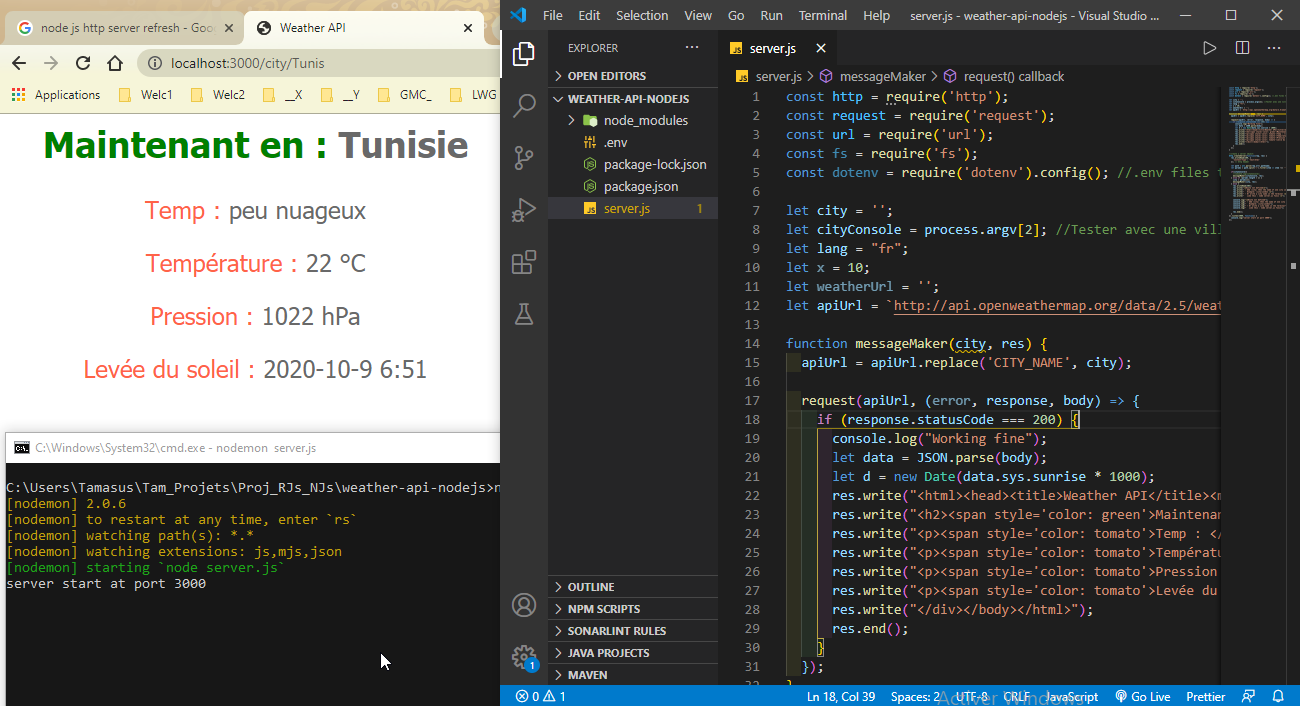 node js http server refresh - Goo
Weather API
localhost:3000/city/Tunis
Applications
Welc1
Welc2
__X
__Y
GMC_
LWG
Maintenant en : Tunisie
Temp : peu nuageux
Température : 22 °C
Pression : 1022 hPa
Levée du soleil : 2020-10-9 6:51
C:\Windows\System32\cmd.exe - nodemon server.js
C:\Users\Tamasus\Tam_Projets\Proj_RJs_NJs\weather-api-nodejs>n
[nodemon] 2.0.6
[nodemon] to restart at any time, enter `rs`
[nodemon] watching path(s): *.*
[nodemon] watching extensions: js,mjs,json
[nodemon] starting `node server.js`
server start at port 3000
File Edit Selection View Go Run Terminal Help server.js - weather-api-nodejs - Visual Studio ...
EXPLORER
OPEN EDITORS
WEATHER-API-NODEJS
node_modules
.env
package-lock.json
package.json
server.js 1
OUTLINE
NPM SCRIPTS
SONARLINT RULES
JAVA PROJECTS
MAVEN
1
JS server.js
JS server.js > messageMaker > request() callback
1 const http = require('http');
2 const request = require('request');
3 const url = require('url');
4 const fs = require('fs');
5 const dotenv = require('dotenv').config(); //.env files
6
7 let city = '';
8 let cityConsole = process.argv[2]; //Tester avec une vil
9 let lang = "fr";
10 let x = 10;
11 let weatherUrl = '';
12 let apiUrl = `http://api.openweathermap.org/data/2.5/weat
13
14 function messageMaker(city, res) {
15 apiUrl = apiUrl.replace('CITY_NAME', city);
16
17 request(apiUrl, (error, response, body) => {
18 if (response.statusCode === 200) {
19 console.log("Working fine");
20 let data = JSON.parse(body);
21 let d = new Date(data.sys.sunrise * 1000);
22 res.write("<html><head><title>Weather API</title><m
23 res.write("<h2><span style='color: green'>Maintenan
24 res.write("<p><span style='color: tomato'>Temp : </
25 res.write("<p><span style='color: tomato'>Températu
26 res.write("<p><span style='color: tomato'>Pression
27 res.write("<p><span style='color: tomato'>Levée du
28 res.write("</div></body></html>");
29 res.end();
30 }
31 });
0 1
Ln 18, Col 39 Spaces: 2 UTF-8 CRLF JavaScript Go Live Prettier
Activer Windows